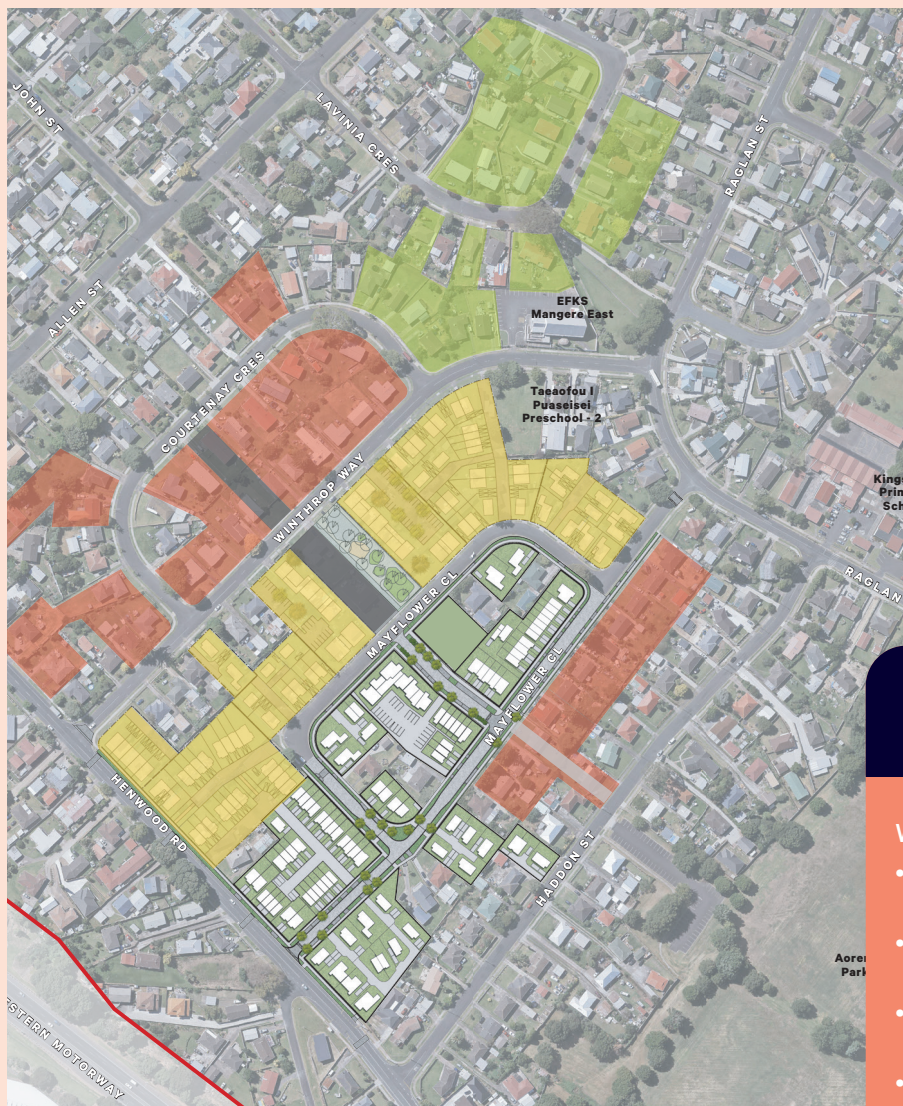 JOHN ST
LAVINIA CRES
RAGLAN ST
ALLEN ST
EFKS
Mangere East
COURTENAY CRES
Taeaofou I
Puaseisei
Preschool - 2
WINTHROP WAY
RAGLAN
MAYFLOWER CL
MAYFLOWER CL
HENWOOD RD
HADDON ST
Park
MOTORWAY